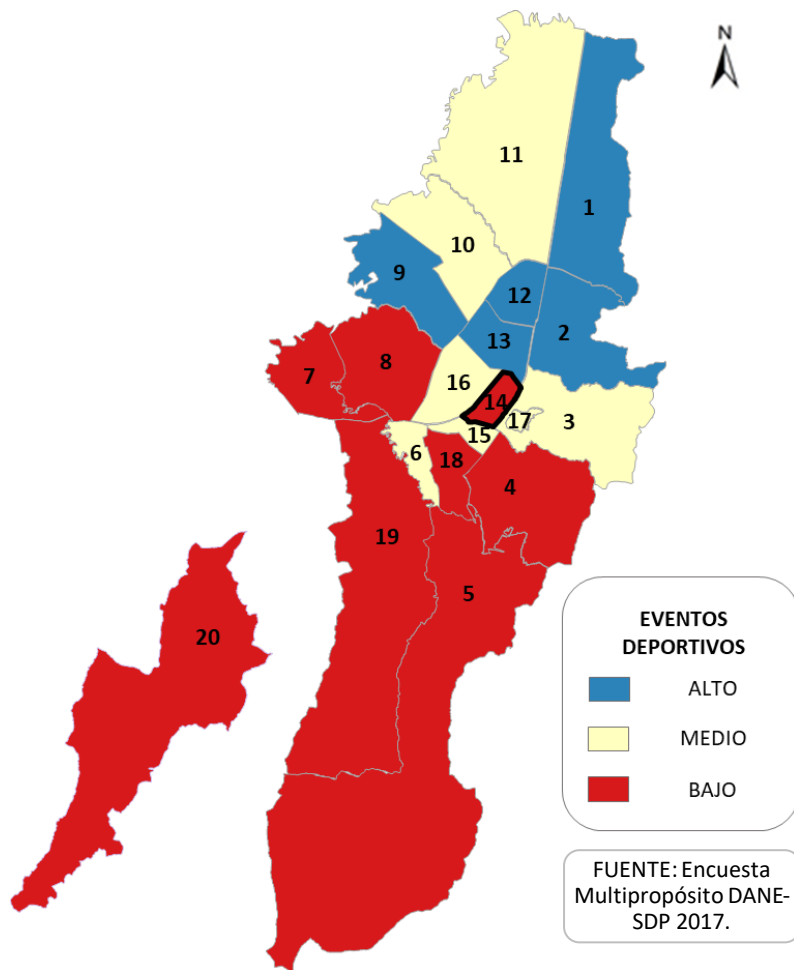 N
11
1
10
9
12
13
2
8
7
16
14
17
3
15
6
18
4
19
5
20
EVENTOS
DEPORTIVOS
ALTO
MEDIO
BAJO
FUENTE: Encuesta
Multipropósito DANE-
SDP 2017.